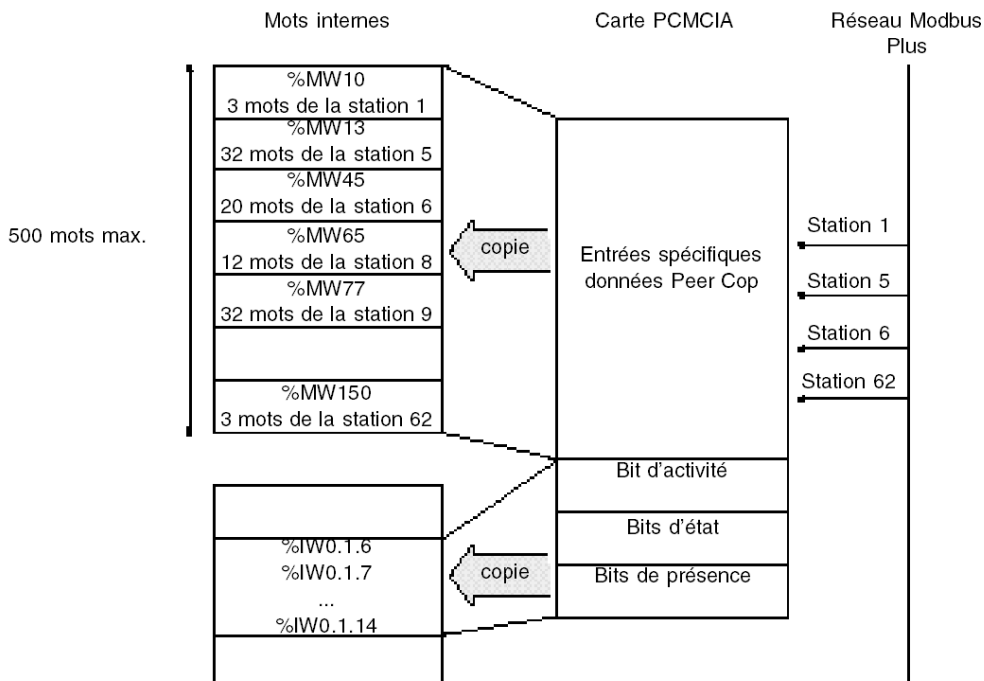 Mots internes
Carte PCMCIA
Réseau Modbus
Plus
%MW10
3 mots de la station 1
%MW13
32 mots de la station 5
%MW45
20 mots de la station 6
%MW65
12 mots de la station 8
%MW77
32 mots de la station 9
%MW150
3 mots de la station 62
500 mots max.
copie
Entrées spécifiques
données Peer Cop
Station 1
Station 5
Station 6
Station 62
Bit d'activité
Bits d'état
Bits de présence
%IW0.1.6
%IW0.1.7
...
%IW0.1.14
copie